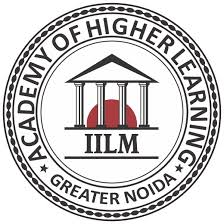 ACADEMY OF HIGHER LEARNING
IILM
GREATER NOIDA